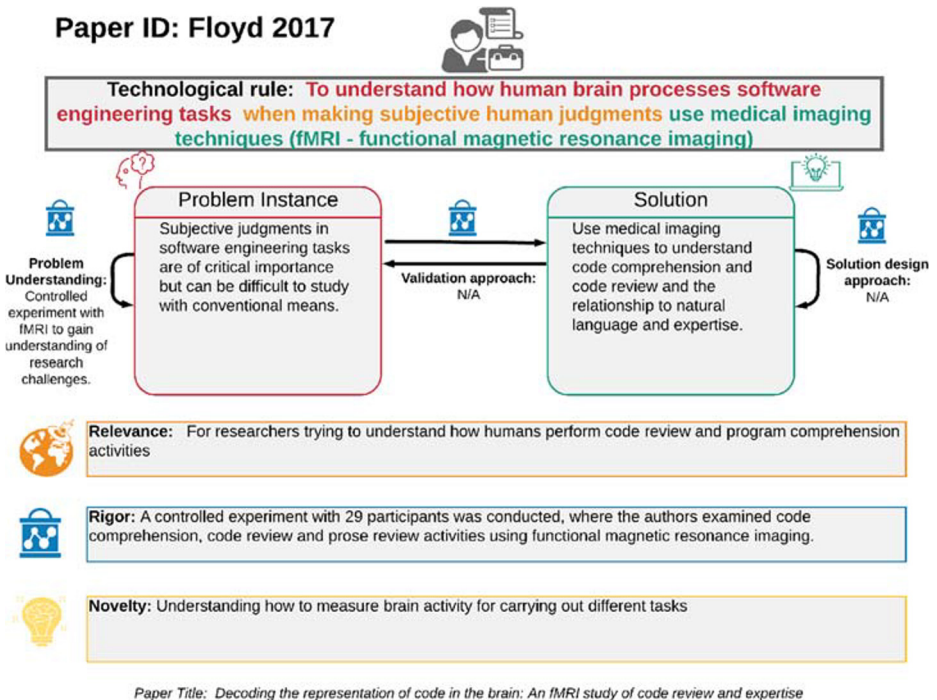 Paper ID: Floyd 2017
Technological rule: To understand how human brain processes software
engineering tasks when making subjective human judgments use medical imaging
techniques (fMRI - functional magnetic resonance imaging)
Problem Instance
Subjective judgments in
software engineering tasks
are of critical importance
but can be difficult to study
with conventional means.
Solution
Use medical imaging
techniques to understand
code comprehension and
code review and the
relationship to natural
language and expertise.
Problem
Understanding:
Controlled
experiment with
fMRI to gain
understanding of
research
challenges.
Validation approach:
N/A
Solution design
approach:
N/A
Relevance: For researchers trying to understand how humans perform code review and program comprehension
activities
Rigor: A controlled experiment with 29 participants was conducted, where the authors examined code
comprehension, code review and prose review activities using functional magnetic resonance imaging.
Novelty: Understanding how to measure brain activity for carrying out different tasks
Paper Title: Decoding the representation of code in the brain: An fMRI study of code review and expertise